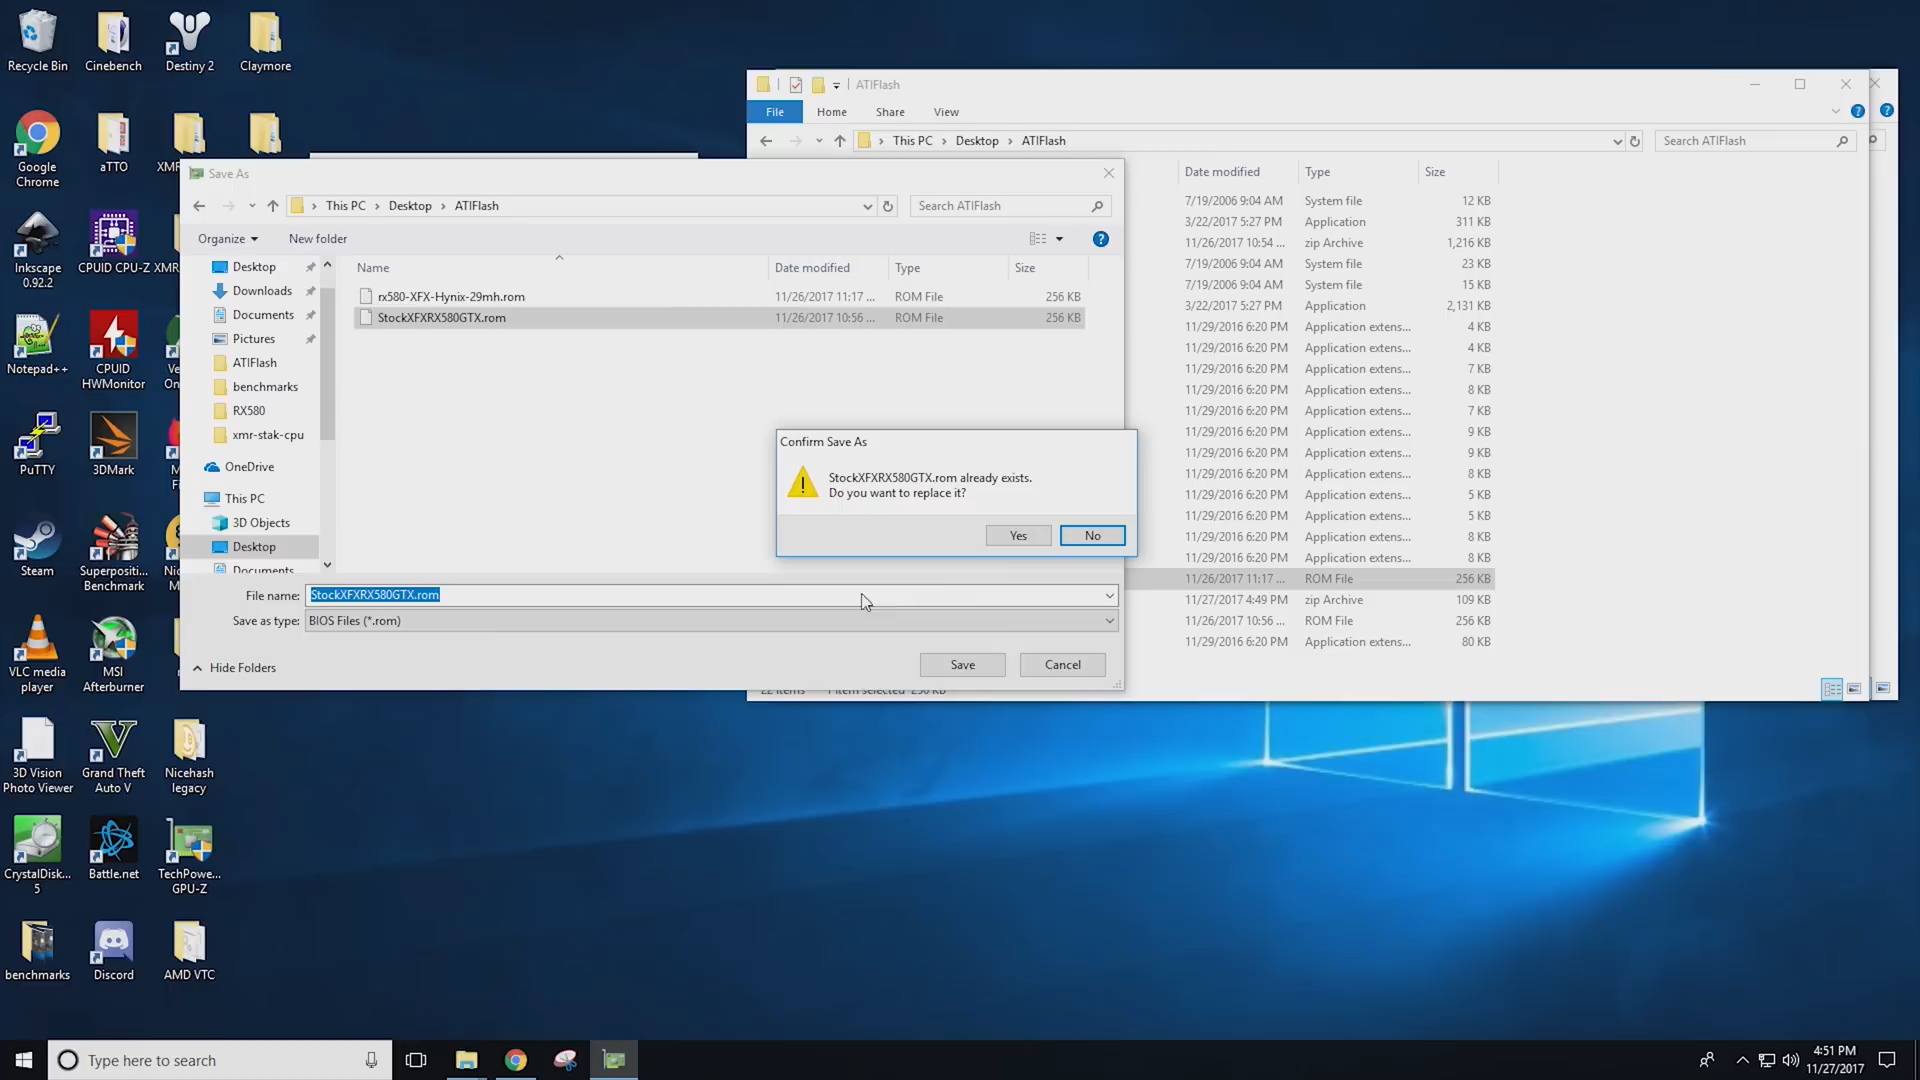 Recycle Bin
Cinebench
Destiny 2
Claymore
Google Chrome
aTTO
Inkscape 0.92.2
CPUID CPU-Z
Notepad++
CPUID HWMonitor
PuTTY
3DMark
Steam
Superpositi... Benchmark
VLC media player
MSI Afterburner
3D Vision Photo Viewer
Grand Theft Auto V
Nicehash legacy
CrystalDisk... 5
Battle.net
TechPowe... GPU-Z
benchmarks
Discord
AMD VTC
ATIFlash
File Home Share View
This PC > Desktop > ATIFlash
Search ATIFlash
Date modified Type Size
7/19/2006 9:04 AM System file 12 KB
3/22/2017 5:27 PM Application 311 KB
11/26/2017 10:54 ... zip Archive 1,216 KB
7/19/2006 9:04 AM System file 23 KB
7/19/2006 9:04 AM System file 15 KB
3/22/2017 5:27 PM Application 2,131 KB
11/29/2016 6:20 PM Application extens... 4 KB
11/29/2016 6:20 PM Application extens... 4 KB
11/29/2016 6:20 PM Application extens... 7 KB
11/29/2016 6:20 PM Application extens... 8 KB
11/29/2016 6:20 PM Application extens... 7 KB
11/29/2016 6:20 PM Application extens... 9 KB
11/29/2016 6:20 PM Application extens... 9 KB
11/29/2016 6:20 PM Application extens... 8 KB
11/29/2016 6:20 PM Application extens... 5 KB
11/29/2016 6:20 PM Application extens... 5 KB
11/29/2016 6:20 PM Application extens... 8 KB
11/29/2016 6:20 PM Application extens... 8 KB
11/26/2017 11:17 ... ROM File 256 KB
11/27/2017 4:49 PM zip Archive 109 KB
11/26/2017 10:56 ... ROM File 256 KB
11/29/2016 6:20 PM Application extens... 80 KB
Save As
This PC > Desktop > ATIFlash
Search ATIFlash
Organize New folder
Desktop
Downloads
Documents
Pictures
ATIFlash
benchmarks
RX580
xmr-stak-cpu
OneDrive
This PC
3D Objects
Desktop
Documents
Name Date modified Type Size
rx580-XFX-Hynix-29mh.rom 11/26/2017 11:17 ... ROM File 256 KB
StockXFXRX580GTX.rom 11/26/2017 10:56 ... ROM File 256 KB
Confirm Save As
StockXFXRX580GTX.rom already exists.
Do you want to replace it?
Yes No
File name: StockXFXRX580GTX.rom
Save as type: BIOS Files (*.rom)
Hide Folders
Save Cancel
Type here to search
4:51 PM
11/27/2017